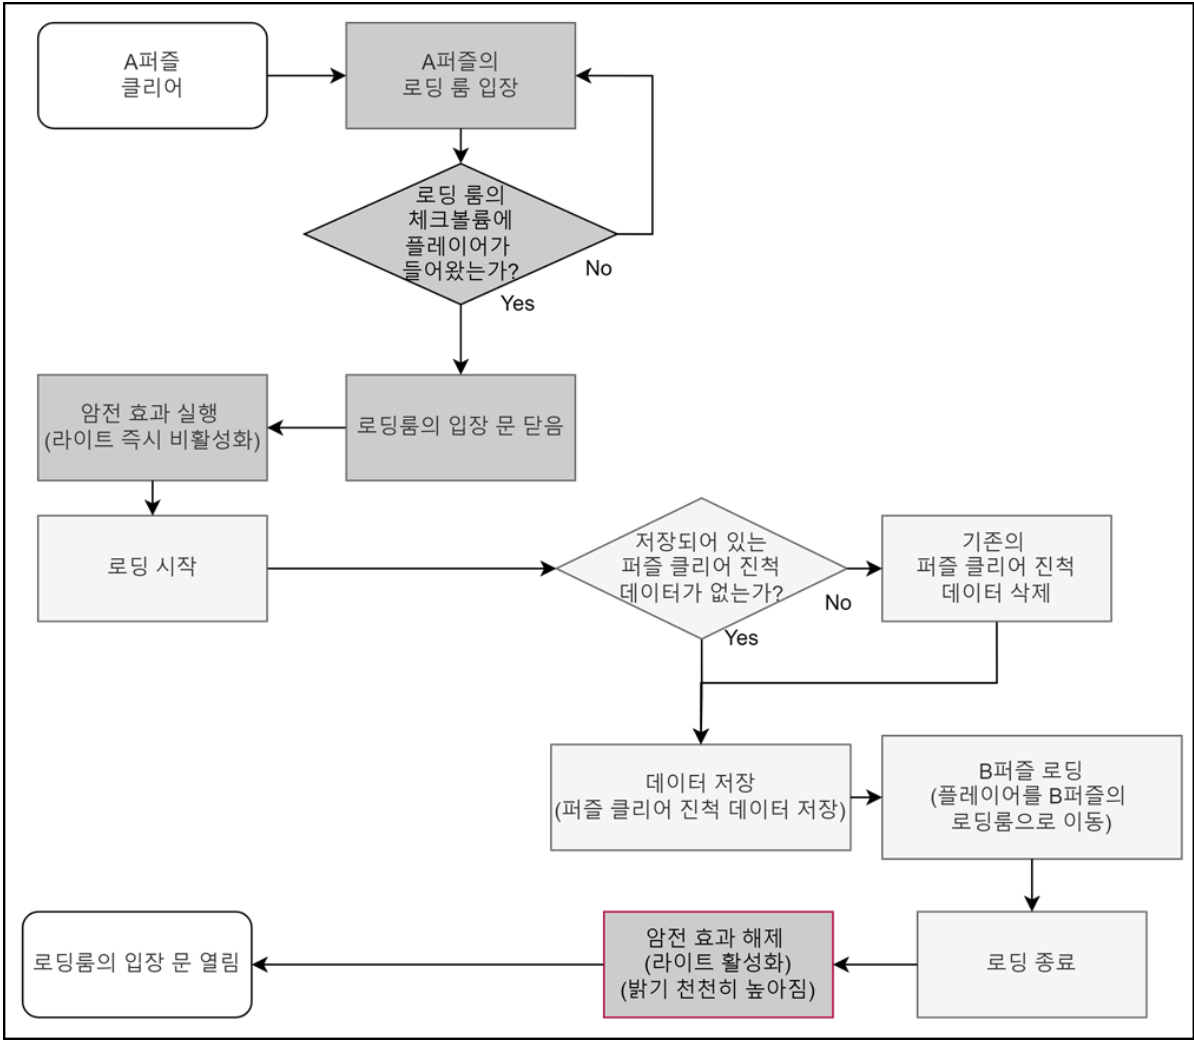 A퍼즐
클리어
A퍼즐의
로딩 룸 입장
로딩 룸의
체크볼륨에
플레이어가
들어왔는가?
No
Yes
암전 효과 실행
(라이트 즉시 비활성화)
로딩룸의 입장 문 닫음
로딩 시작
저장되어 있는
퍼즐 클리어 진척
데이터가 없는가?
No
Yes
기존의
퍼즐 클리어 진척
데이터 삭제
데이터 저장
(퍼즐 클리어 진척 데이터 저장)
B퍼즐 로딩
(플레이어를 B퍼즐의
로딩룸으로 이동)
로딩룸의 입장 문 열림
암전 효과 해제
(라이트 활성화)
(밝기 천천히 높아짐)
로딩 종료